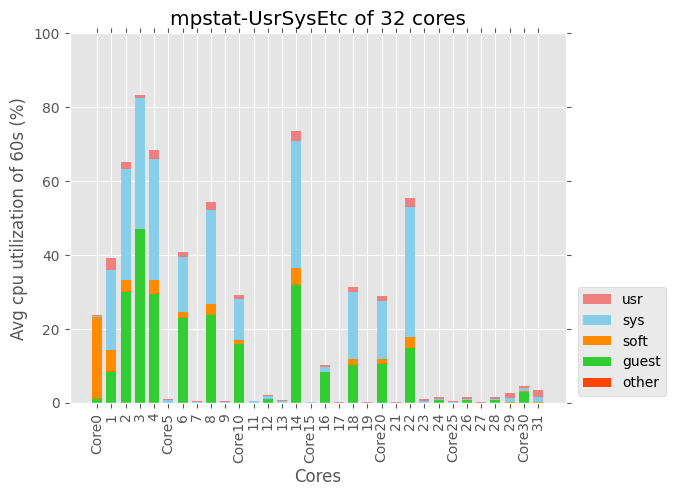 mpstat-UsrSysEtc of 32 cores
Avg cpu utilization of 60s (%)
100
80
60
40
20
0
Core0
1
2
3
4
Core5
6
7
8
9
Core10
11
12
13
14
Core15
16
17
18
19
Core20
21
22
23
24
Core25
26
27
28
29
Core30
31
Cores
usr
sys
soft
guest
other